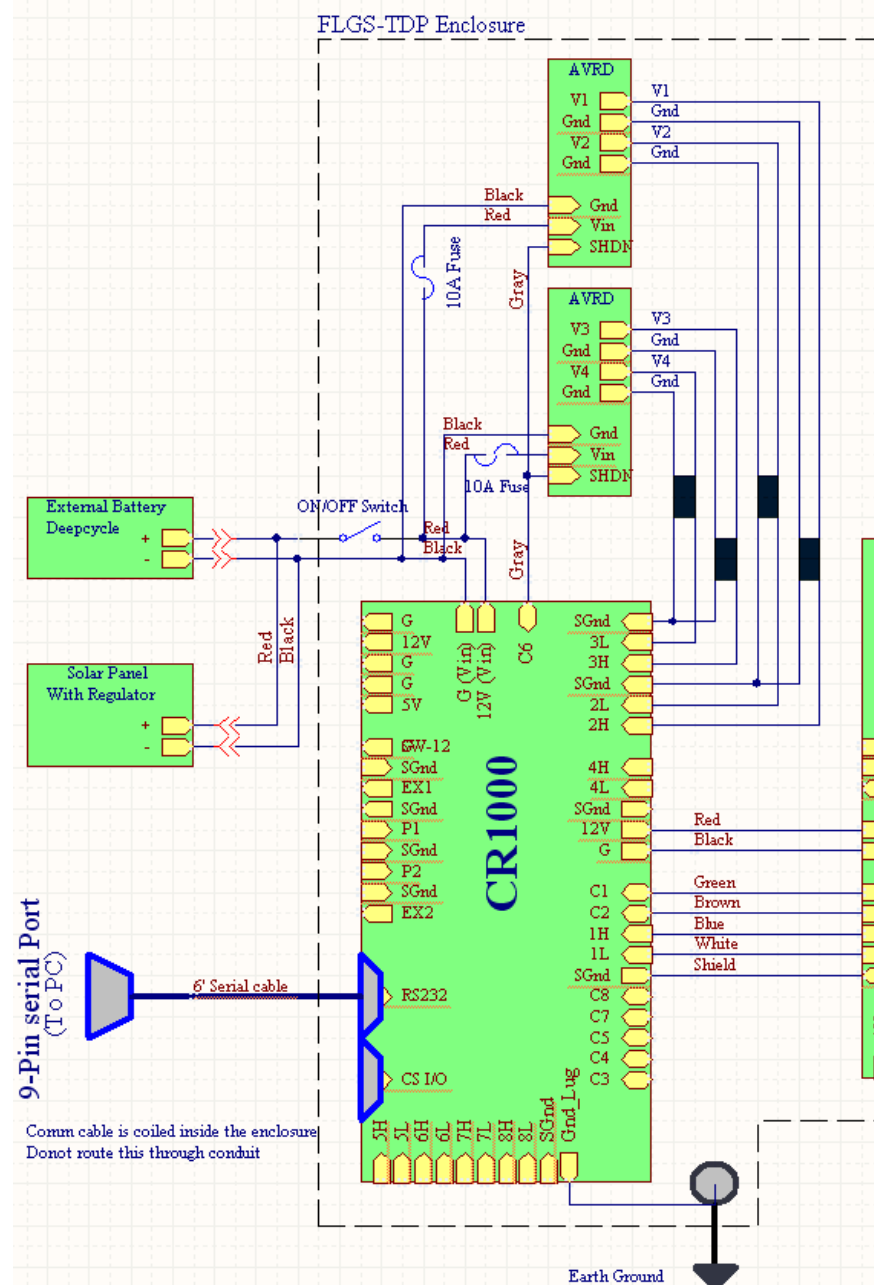 FLGS-TDP Enclosure
AVRD
V1
Gnd
V2
Gnd
Gnd
Vin
SHDN
V1
Gnd
V2
Gnd
Black
Red
10A Fuse
Gray
AVRD
V3
Gnd
V4
Gnd
Gnd
Vin
SHDN
V3
Gnd
V4
Gnd
Black
Red
10A Fuse
External Battery
Deepcycle
+
-
ON/OFF Switch
Red
Black
Gray
Red
Black
Solar Panel
With Regulator
+
-
G
12V
G
G
5V
SW-12
SGnd
EX1
SGnd
P1
SGnd
P2
SGnd
EX2
RS232
CS I/O
G (Vin)
12V (Vin)
C6
CR1000
SGnd
3L
3H
SGnd
2L
2H
4H
4L
SGnd
12V
G
C1
C2
1H
1L
SGnd
C8
C7
C5
C4
C3
Red
Black
Green
Brown
Blue
White
Shield
5H
5L
6H
6L
7H
7L
8H
8L
SGnd
Gnd_Lug
9-Pin serial Port
(To PC)
6' Serial cable
Comm cable is coiled inside the enclosure
Donot route this through conduit
Earth Ground